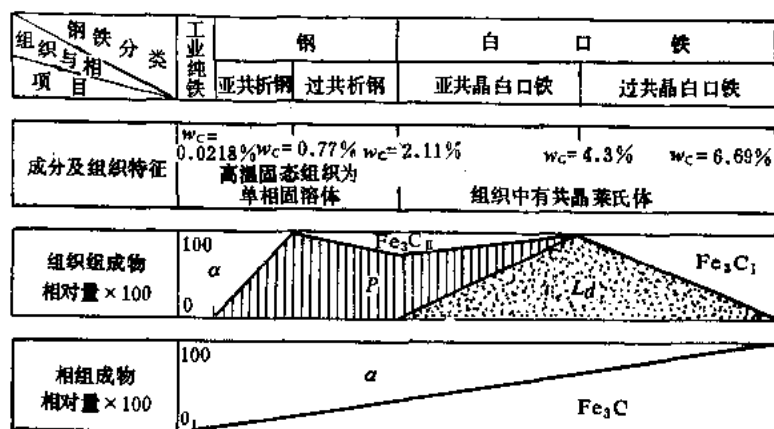 钢铁分类
组织与相
项目
工业纯铁
钢
白口铁
亚共折钢
过共折钢
亚共晶白口铁
过共晶白口铁
成分及组织特征
wC=
0.0218% wC=0.77% wC=2.11% wC=4.3% wC=6.69%
高温固态组织为
单相固溶体
组织中有共晶莱氏体
组织组成物
相对量×100
100
0
α
P
Fe₃CⅡ
Ld
Fe₃CⅠ
相组成物
相对量×100
100
0
α
Fe₃C